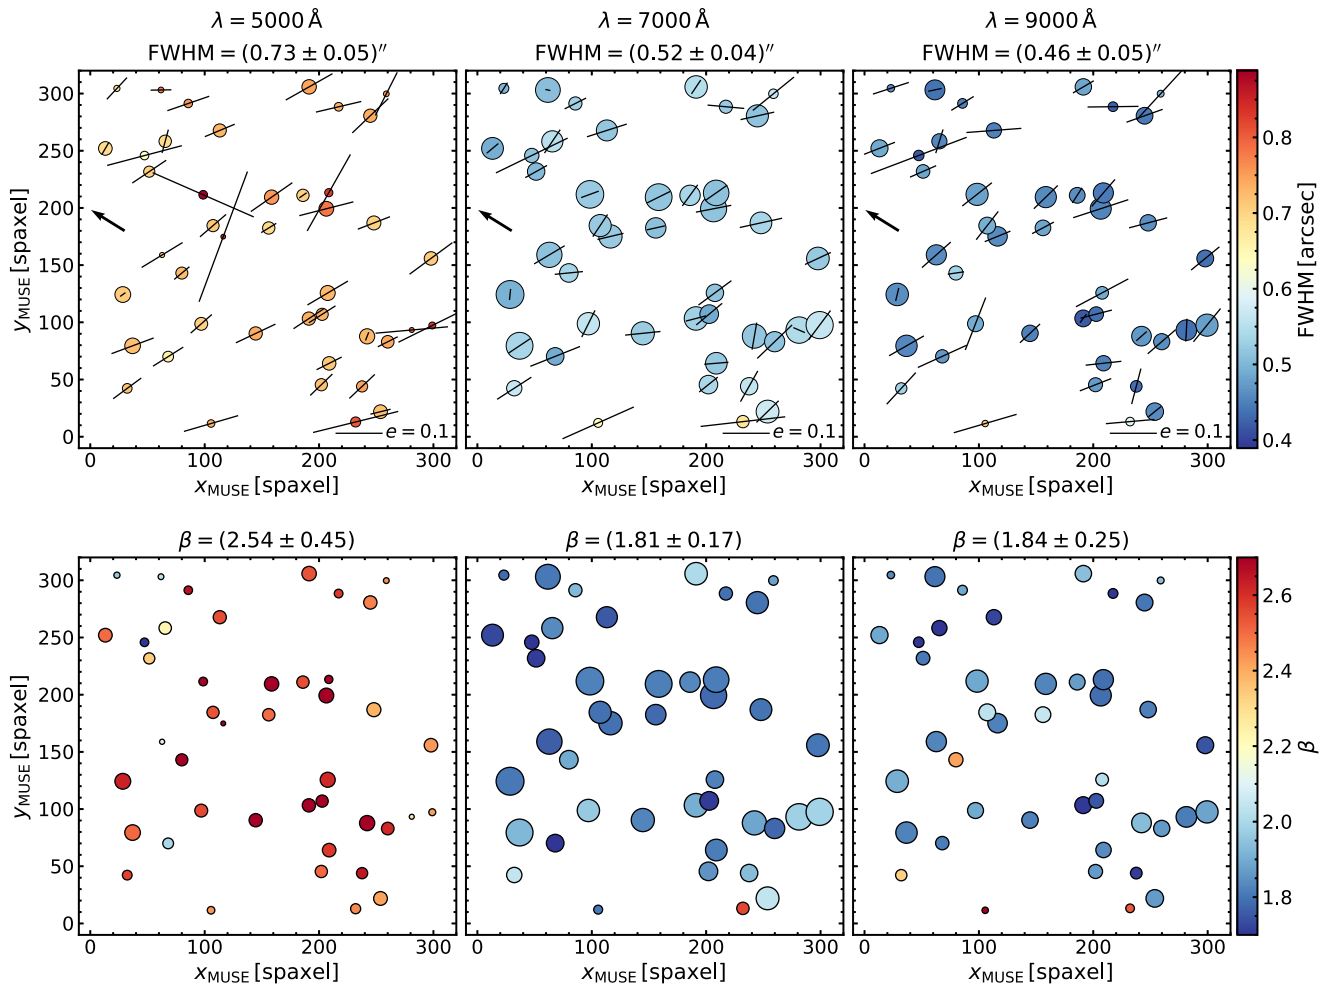 λ = 5000 Å
FWHM = (0.73 ± 0.05)″
λ = 7000 Å
FWHM = (0.52 ± 0.04)″
λ = 9000 Å
FWHM = (0.46 ± 0.05)″
300
250
200
150
100
50
0
y_MUSE [spaxel]
e = 0.1
e = 0.1
e = 0.1
0 100 200 300
0 100 200 300
0 100 200 300
x_MUSE [spaxel]
x_MUSE [spaxel]
x_MUSE [spaxel]
0.8
0.7
0.6
0.5
0.4
FWHM [arcsec]
β = (2.54 ± 0.45)
β = (1.81 ± 0.17)
β = (1.84 ± 0.25)
300
250
200
150
100
50
0
y_MUSE [spaxel]
0 100 200 300
0 100 200 300
0 100 200 300
x_MUSE [spaxel]
x_MUSE [spaxel]
x_MUSE [spaxel]
2.6
2.4
2.2
2.0
1.8
β